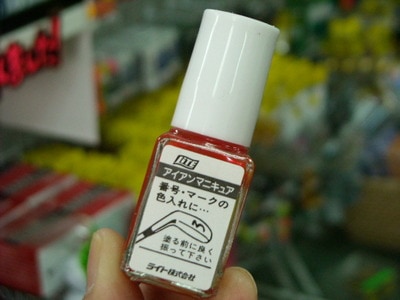 LITE
アイアンマニキュア
番号・マークの
色入れに…
3
塗る前に良く
振って下さい
ライト株式会社